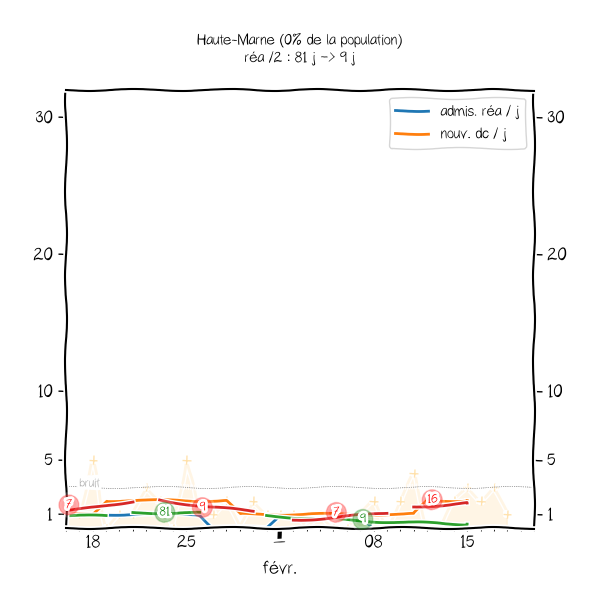 Haute-Marne (0% de la population)
réa /2 : 81 j -> 9 j
admis. réa / j
nouv. dc / j
30 30
20 20
10 10
5 5
bruit
7 81 9 7 9 16
1 1
18 25 1 08 15
févr.